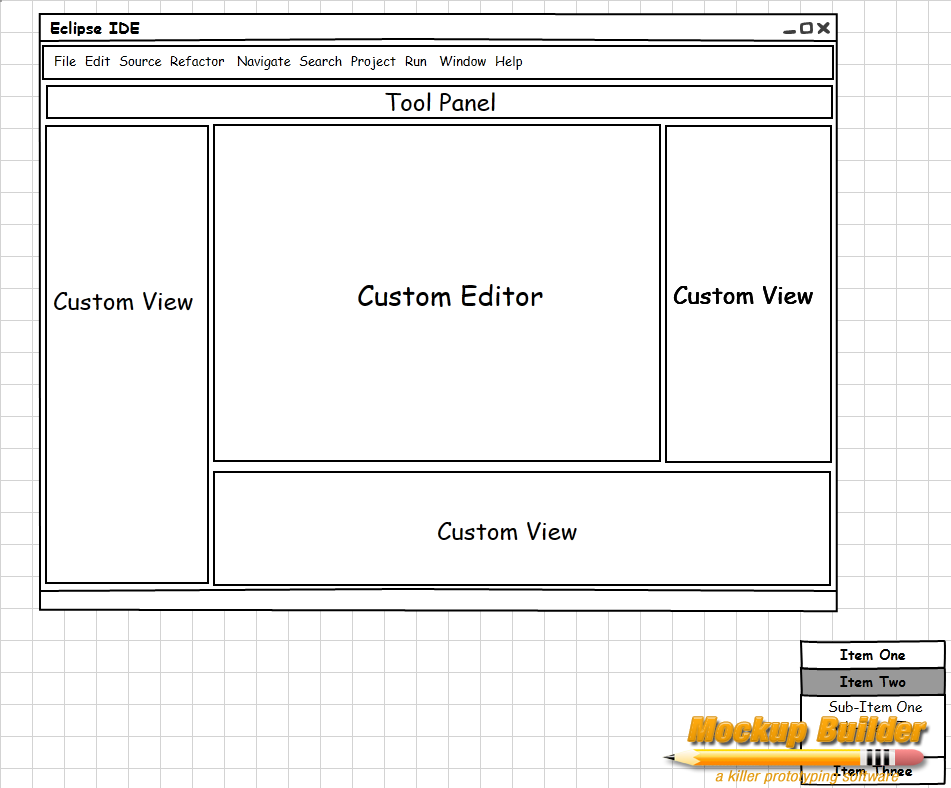 Eclipse IDE
File Edit Source Refactor Navigate Search Project Run Window Help
Tool Panel
Custom View
Custom Editor
Custom View
Custom View
Item One
Item Two
Sub-Item One
Mockup Builder
Item Three
a killer prototyping software